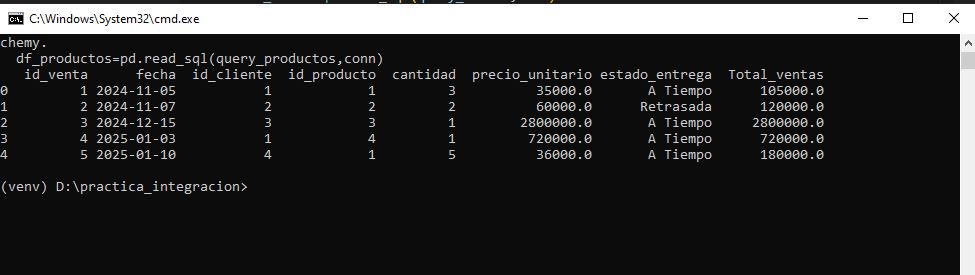 C:\Windows\System32\cmd.exe
chemy.
  df_productos=pd.read_sql(query_productos,conn)
   id_venta      fecha  id_cliente  id_producto  cantidad  precio_unitario estado_entrega  Total_ventas
0         1 2024-11-05           1            1         3          35000.0       A Tiempo      105000.0
1         2 2024-11-07           2            2         2          60000.0      Retrasada      120000.0
2         3 2024-12-15           3            3         1        2800000.0       A Tiempo     2800000.0
3         4 2025-01-03           1            4         1         720000.0       A Tiempo      720000.0
4         5 2025-01-10           4            1         5          36000.0       A Tiempo      180000.0
(venv) D:\practica_integracion>